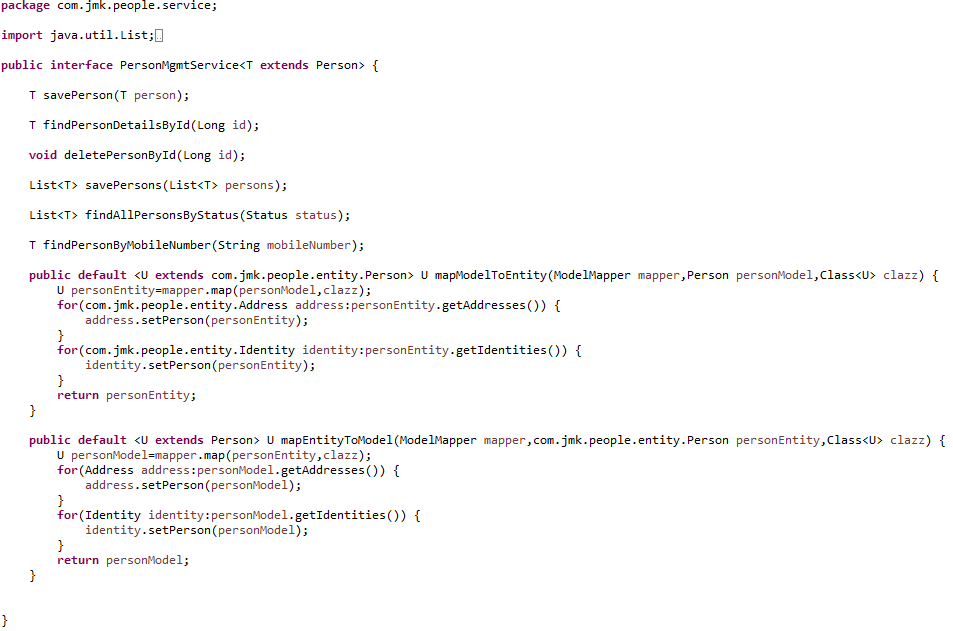 package com.jmk.people.service;
import java.util.List;
public interface PersonMgmtService<T extends Person> {
T savePerson(T person);
T findPersonDetailsById(Long id);
void deletePersonById(Long id);
List<T> savePersons(List<T> persons);
List<T> findAllPersonsByStatus(Status status);
T findPersonByMobileNumber(String mobileNumber);
public default <U extends com.jmk.people.entity.Person> U mapModelToEntity(ModelMapper mapper,Person personModel,Class<U> clazz) {
U personEntity=mapper.map(personModel,clazz);
for(com.jmk.people.entity.Address address:personEntity.getAddresses()) {
address.setPerson(personEntity);
}
for(com.jmk.people.entity.Identity identity:personEntity.getIdentities()) {
identity.setPerson(personEntity);
}
return personEntity;
}
public default <U extends Person> U mapEntityToModel(ModelMapper mapper,com.jmk.people.entity.Person personEntity,Class<U> clazz) {
U personModel=mapper.map(personEntity,clazz);
for(Address address:personModel.getAddresses()) {
address.setPerson(personModel);
}
for(Identity identity:personModel.getIdentities()) {
identity.setPerson(personModel);
}
return personModel;
}
}